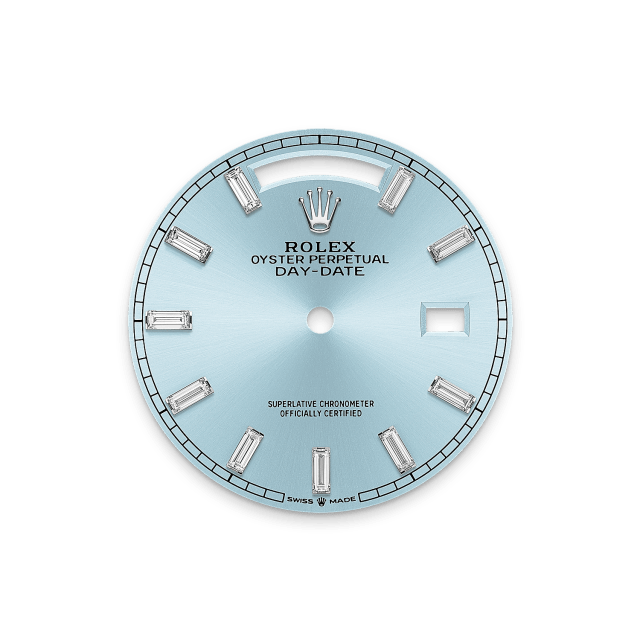 ROLEX
OYSTER PERPETUAL
DAY-DATE
SUPERLATIVE CHRONOMETER
OFFICIALLY CERTIFIED
SWISS MADE